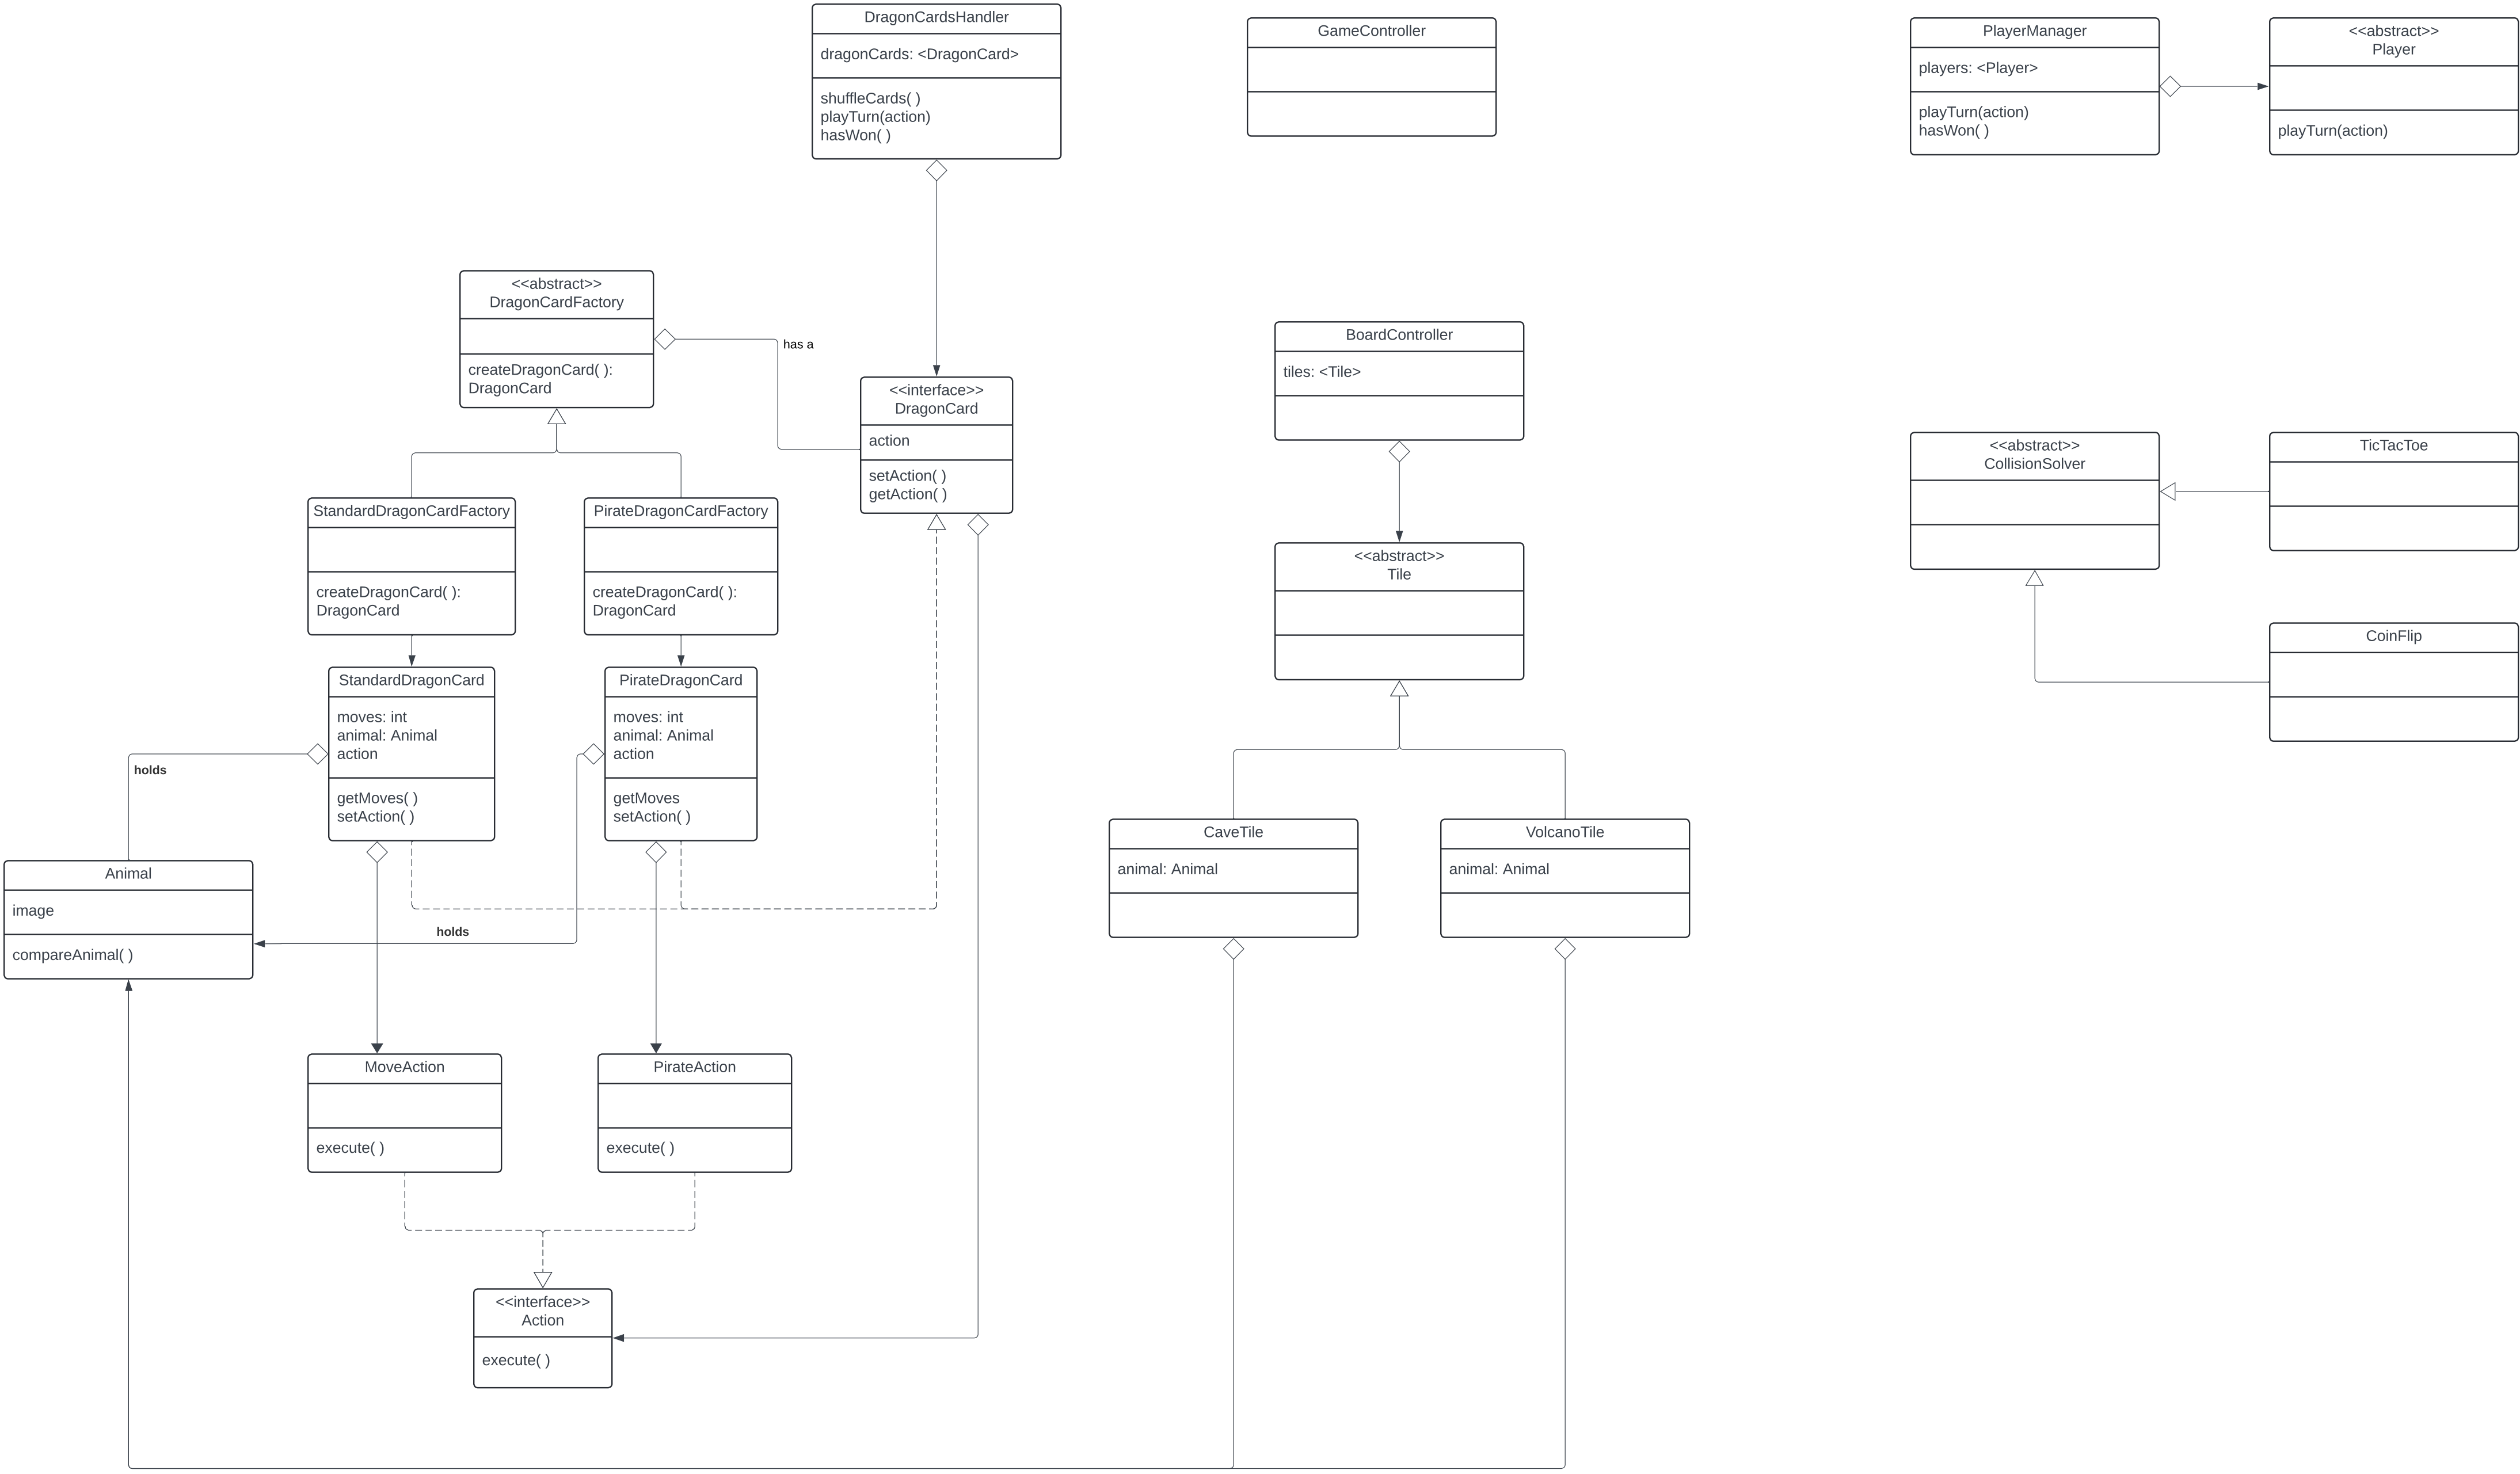 DragonCardsHandler
dragonCards: <DragonCard>
shuffleCards( )
playTurn(action)
hasWon( )
GameController
PlayerManager
players: <Player>
playTurn(action)
hasWon( )
<<abstract>>
Player
playTurn(action)
<<abstract>>
DragonCardFactory
createDragonCard( ):
DragonCard
has a
<<interface>>
DragonCard
action
setAction( )
getAction( )
BoardController
tiles: <Tile>
<<abstract>>
CollisionSolver
TicTacToe
StandardDragonCardFactory
createDragonCard( ):
DragonCard
PirateDragonCardFactory
createDragonCard( ):
DragonCard
<<abstract>>
Tile
CoinFlip
StandardDragonCard
moves: int
animal: Animal
action
getMoves( )
setAction( )
PirateDragonCard
moves: int
animal: Animal
action
getMoves
setAction( )
holds
CaveTile
animal: Animal
VolcanoTile
animal: Animal
Animal
image
compareAnimal( )
holds
MoveAction
execute( )
PirateAction
execute( )
<<interface>>
Action
execute( )